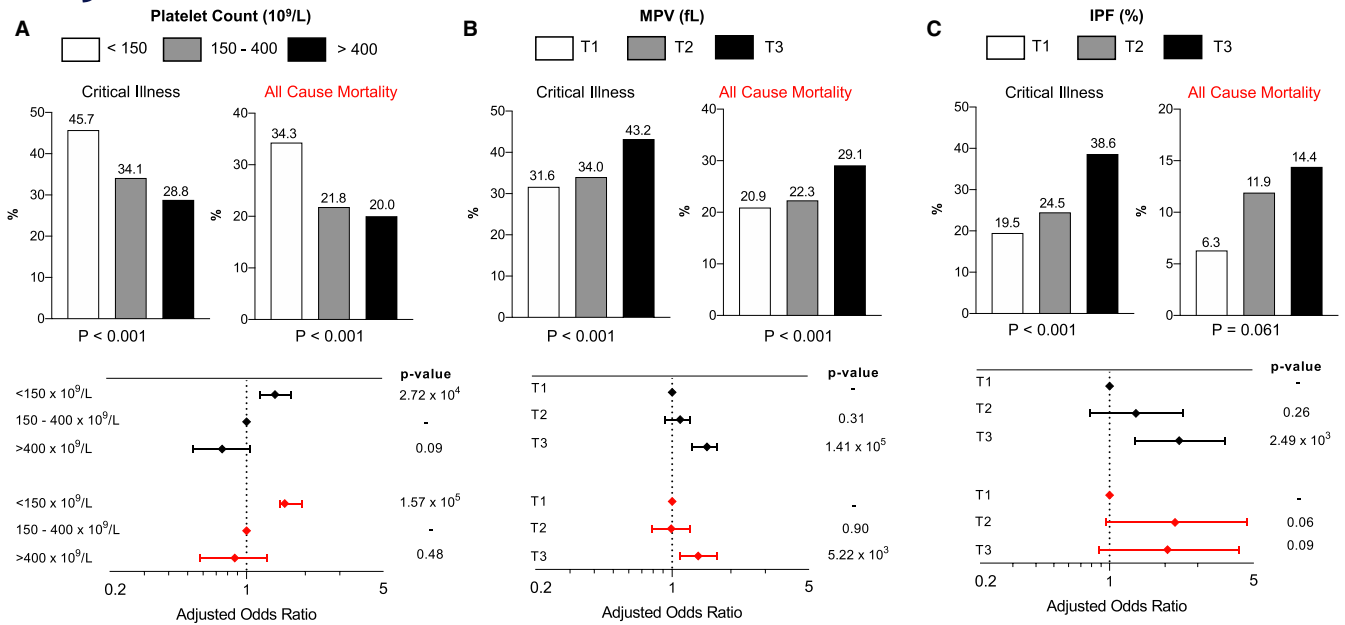 A
Platelet Count (10⁹/L)
< 150
150 - 400
> 400
Critical Illness
All Cause Mortality
%
50
40
30
20
10
0
45.7
34.1
28.8
P < 0.001
%
40
30
20
10
0
34.3
21.8
20.0
P < 0.001
p-value
<150 x 10⁹/L
2.72 x 10⁴
150 - 400 x 10⁹/L
-
>400 x 10⁹/L
0.09
<150 x 10⁹/L
1.57 x 10⁵
150 - 400 x 10⁹/L
-
>400 x 10⁹/L
0.48
0.2
1
5
Adjusted Odds Ratio
B
MPV (fL)
T1
T2
T3
Critical Illness
All Cause Mortality
%
50
40
30
20
10
0
31.6
34.0
43.2
P < 0.001
%
40
30
20
10
0
20.9
22.3
29.1
P < 0.001
p-value
T1
-
T2
0.31
T3
1.41 x 10⁵
T1
-
T2
0.90
T3
5.22 x 10³
0.2
1
5
Adjusted Odds Ratio
C
IPF (%)
T1
T2
T3
Critical Illness
All Cause Mortality
%
50
40
30
20
10
0
19.5
24.5
38.6
P < 0.001
%
20
15
10
5
0
6.3
11.9
14.4
P = 0.061
p-value
T1
-
T2
0.26
T3
2.49 x 10³
T1
-
T2
0.06
T3
0.09
0.2
1
5
Adjusted Odds Ratio